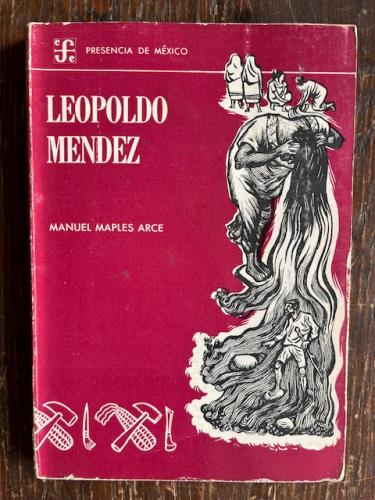 fce
PRESENCIA DE MÉXICO
LEOPOLDO
MENDEZ
MANUEL MAPLES ARCE